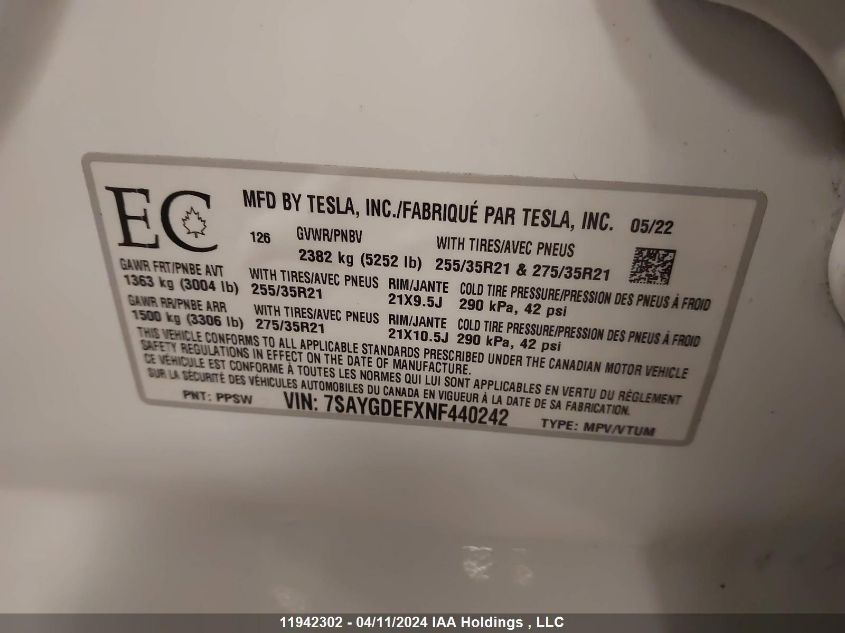 EC
MFD BY TESLA, INC./FABRIQUÉ PAR TESLA, INC. 05/22
126 GVWR/PNBV WITH TIRES/AVEC PNEUS
2382 kg (5252 lb) 255/35R21 & 275/35R21
GAWR FRT/PNBE AVT WITH TIRES/AVEC PNEUS RIM/JANTE COLD TIRE PRESSURE/PRESSION DES PNEUS À FROID
1363 kg (3004 lb) 255/35R21 21X9.5J 290 kPa, 42 psi
GAWR RR/PNBE ARR WITH TIRES/AVEC PNEUS RIM/JANTE COLD TIRE PRESSURE/PRESSION DES PNEUS À FROID
1500 kg (3306 lb) 275/35R21 21X10.5J 290 kPa, 42 psi
THIS VEHICLE CONFORMS TO ALL APPLICABLE STANDARDS PRESCRIBED UNDER THE CANADIAN MOTOR VEHICLE
SAFETY REGULATIONS IN EFFECT ON THE DATE OF MANUFACTURE.
CE VÉHICULE EST CONFORME À TOUTES LES NORMES QUI LUI SONT APPLICABLES EN VERTU DU RÈGLEMENT
SUR LA SÉCURITÉ DES VÉHICULES AUTOMOBILES DU CANADA EN VIGUEUR À LA DATE DE SA FABRICATION.
PNT: PPSW VIN: 7SAYGDEFXNF440242 TYPE: MPV/VTUM
11942302 - 04/11/2024 IAA Holdings , LLC